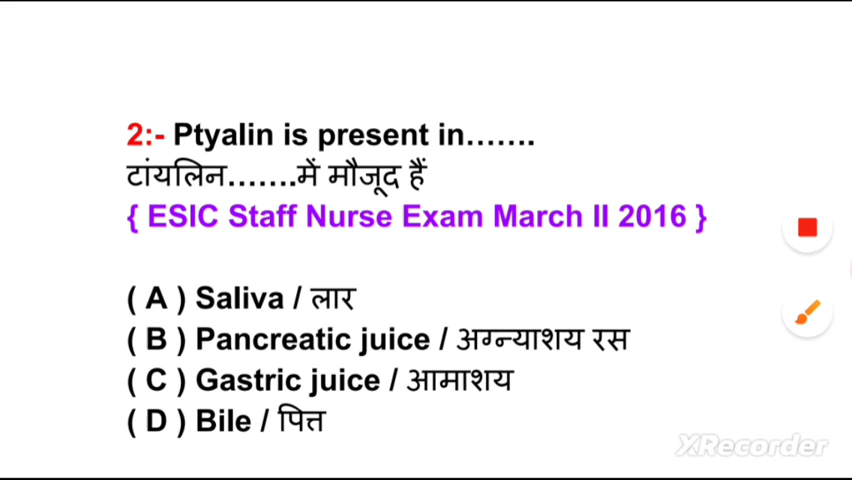 2:- Ptyalin is present in.......
टांयलिन.......में मौजूद हैं
{ ESIC Staff Nurse Exam March II 2016 }
( A ) Saliva / लार
( B ) Pancreatic juice / अग्न्याशय रस
( C ) Gastric juice / आमाशय
( D ) Bile / पित्त
XRecorder